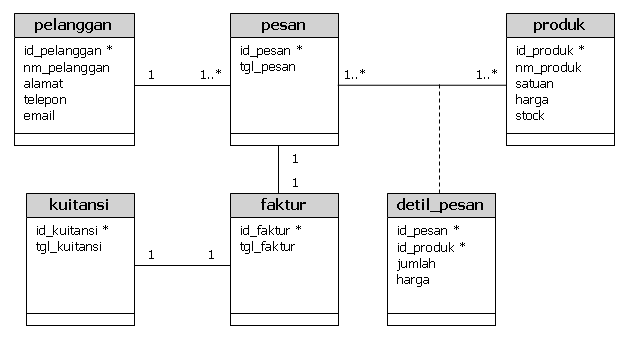 pelanggan
id_pelanggan *
nm_pelanggan
alamat
telepon
email
1
1..*
pesan
id_pesan *
tgl_pesan
1..*
1..*
produk
id_produk *
nm_produk
satuan
harga
stock
1
1
kuitansi
id_kuitansi *
tgl_kuitansi
1
1
faktur
id_faktur *
tgl_faktur
detil_pesan
id_pesan *
id_produk *
jumlah
harga